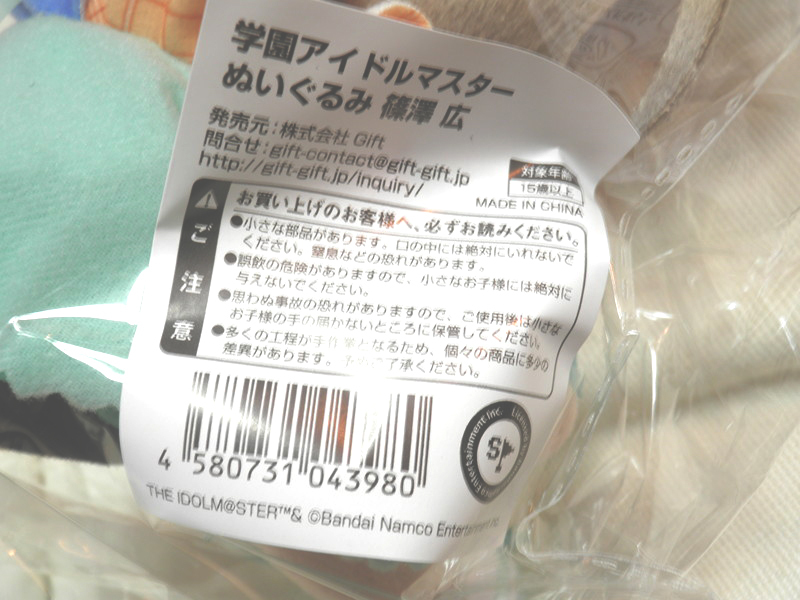 学園アイドルマスター
ぬいぐるみ 篠澤 広
発売元:株式会社 Gift
問合せ:gift-contact@gift-gift.jp
http://gift-gift.jp/inquiry/
対象年齢
15歳以上
MADE IN CHINA
ご注意
お買い上げのお客様へ、必ずお読みください。
●小さな部品があります。口の中には絶対にいれないで
ください。窒息などの恐れがあります。
●誤飲の危険がありますので、小さなお子様には絶対に
与えないでください。
●思わぬ事故の恐れがありますので、ご使用後は小さな
お子様の手の届かないところに保管してください。
●多くの工程が手作業となるため、個々の商品に多少の
差異があります。予めご了承ください。
4 580731 043980
THE IDOLM@STER™& ©Bandai Namco Entertainment Inc.